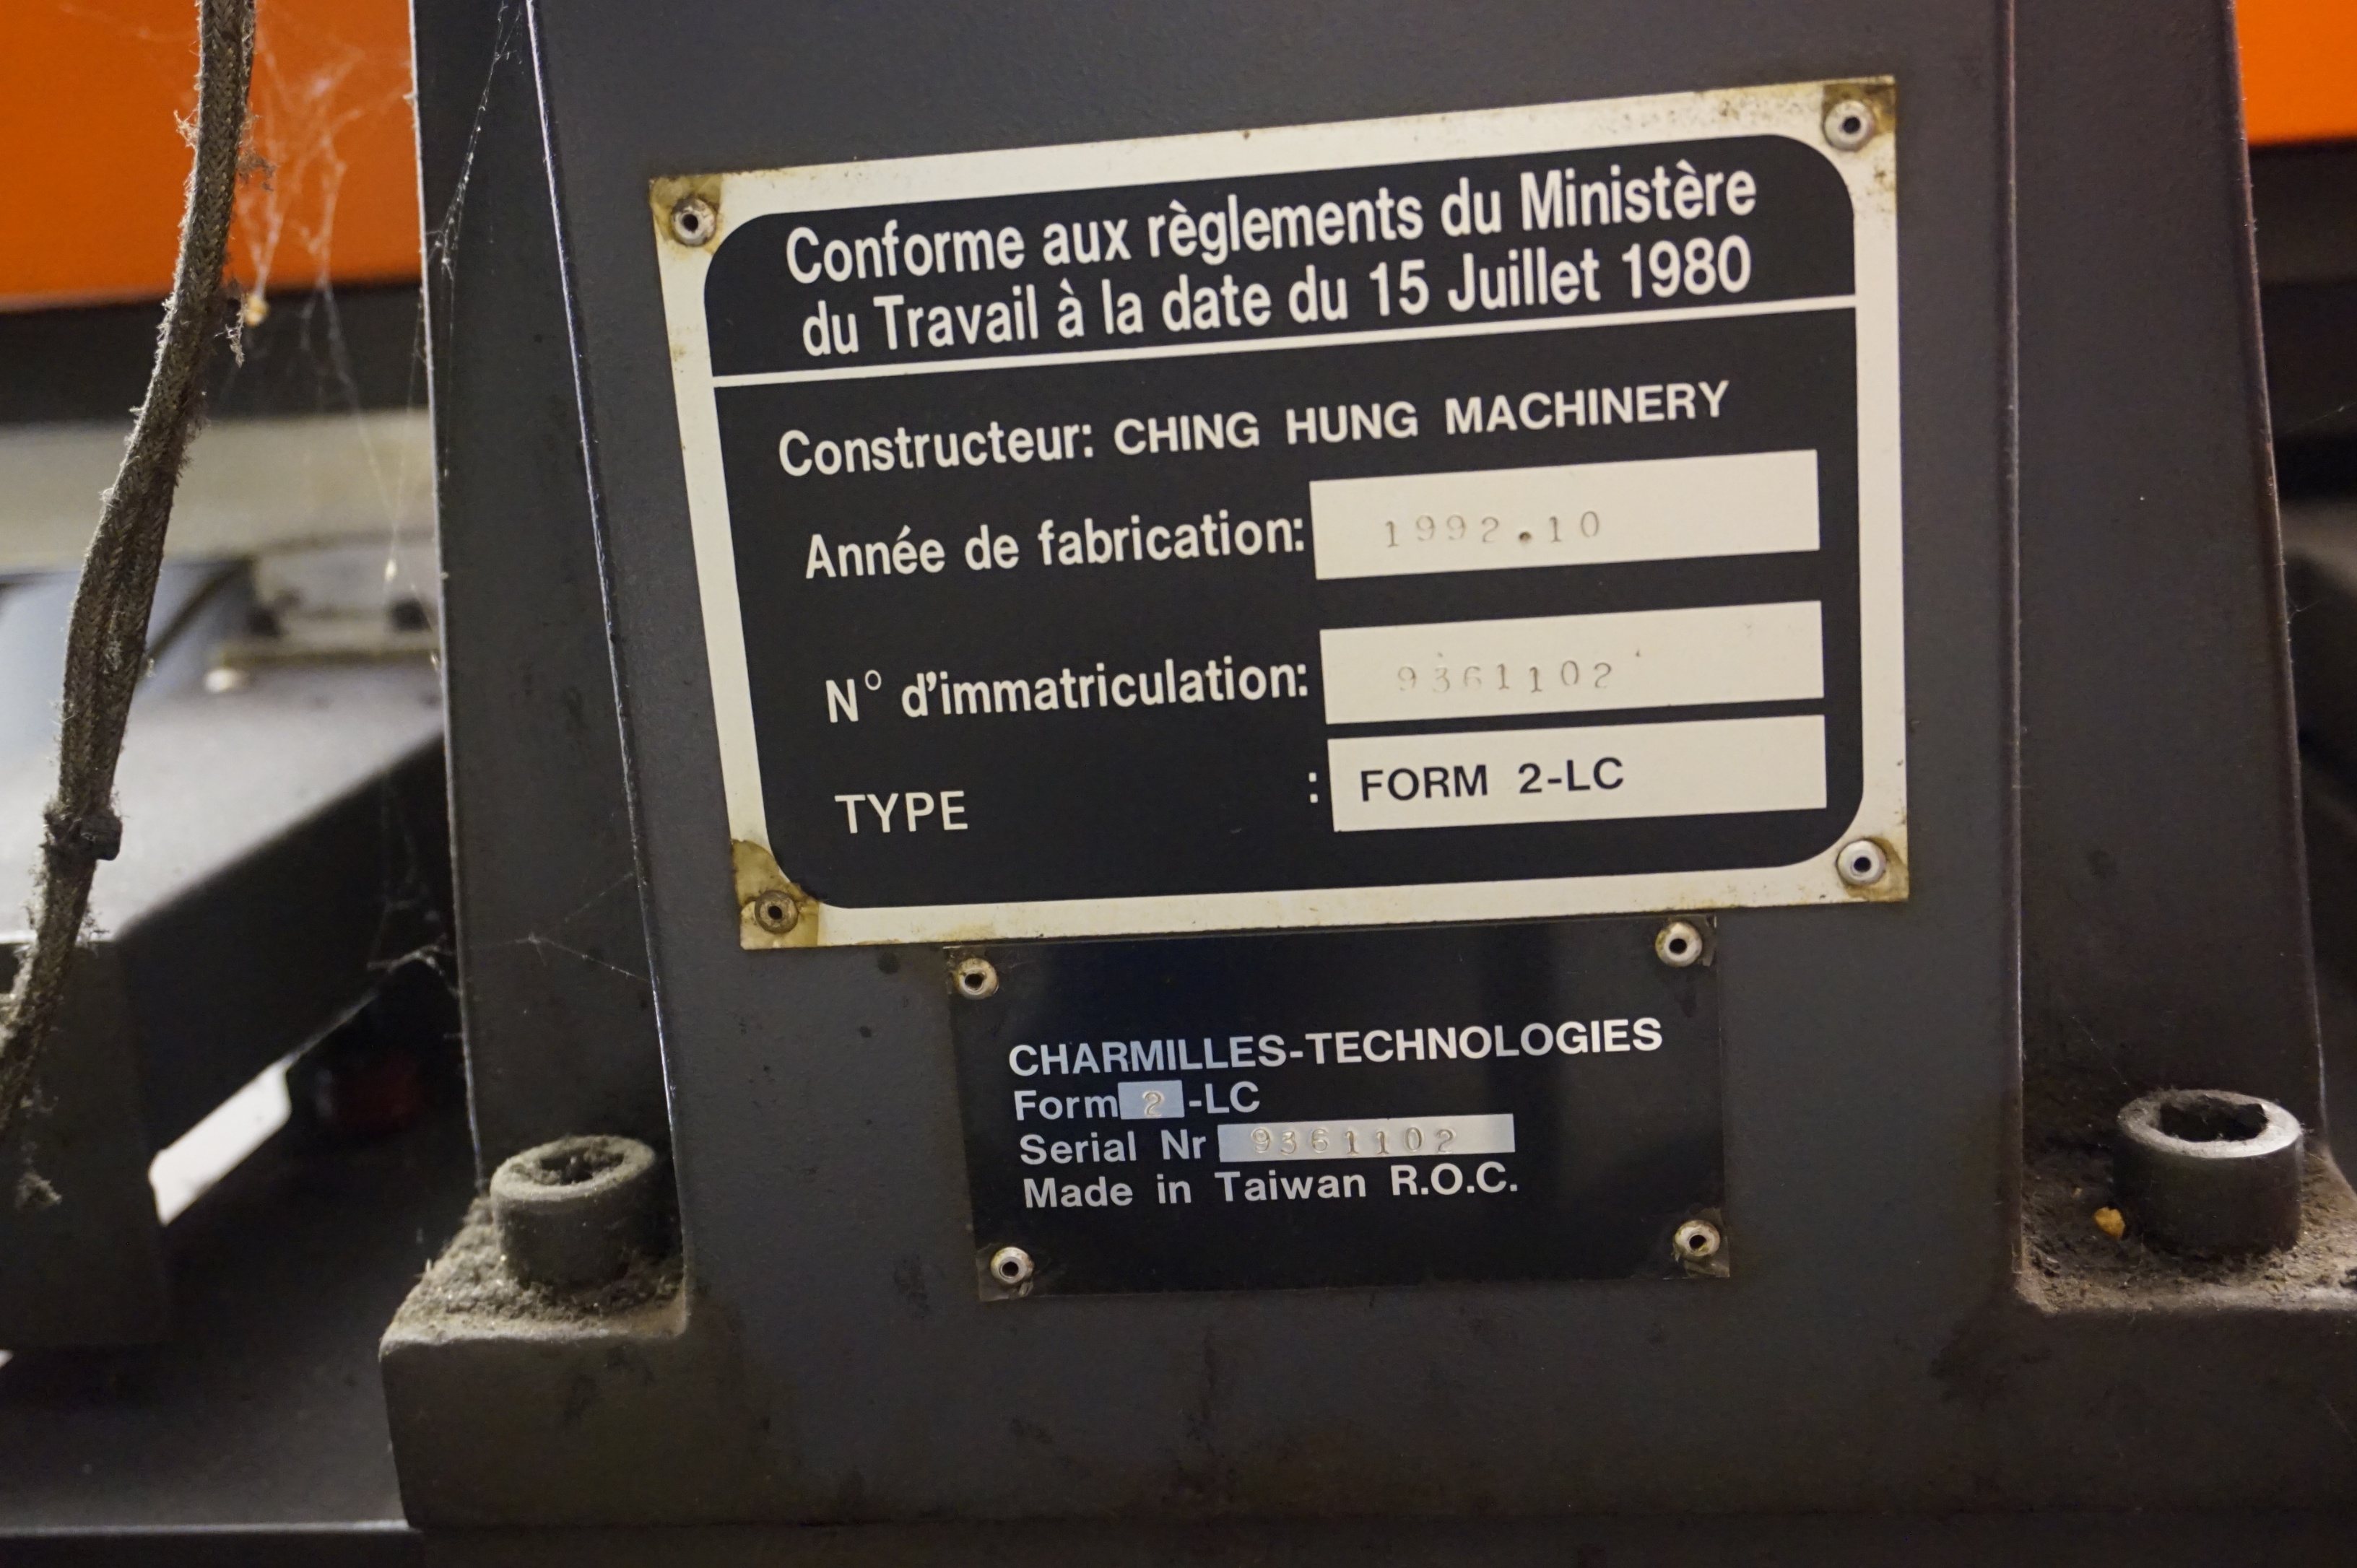 Conforme aux règlements du Ministère
du Travail à la date du 15 Juillet 1980
Constructeur: CHING HUNG MACHINERY
Année de fabrication: 1992.10
N° d'immatriculation: 9361102
TYPE : FORM 2-LC
CHARMILLES-TECHNOLOGIES
Form 2 -LC
Serial Nr 9361102
Made in Taiwan R.O.C.